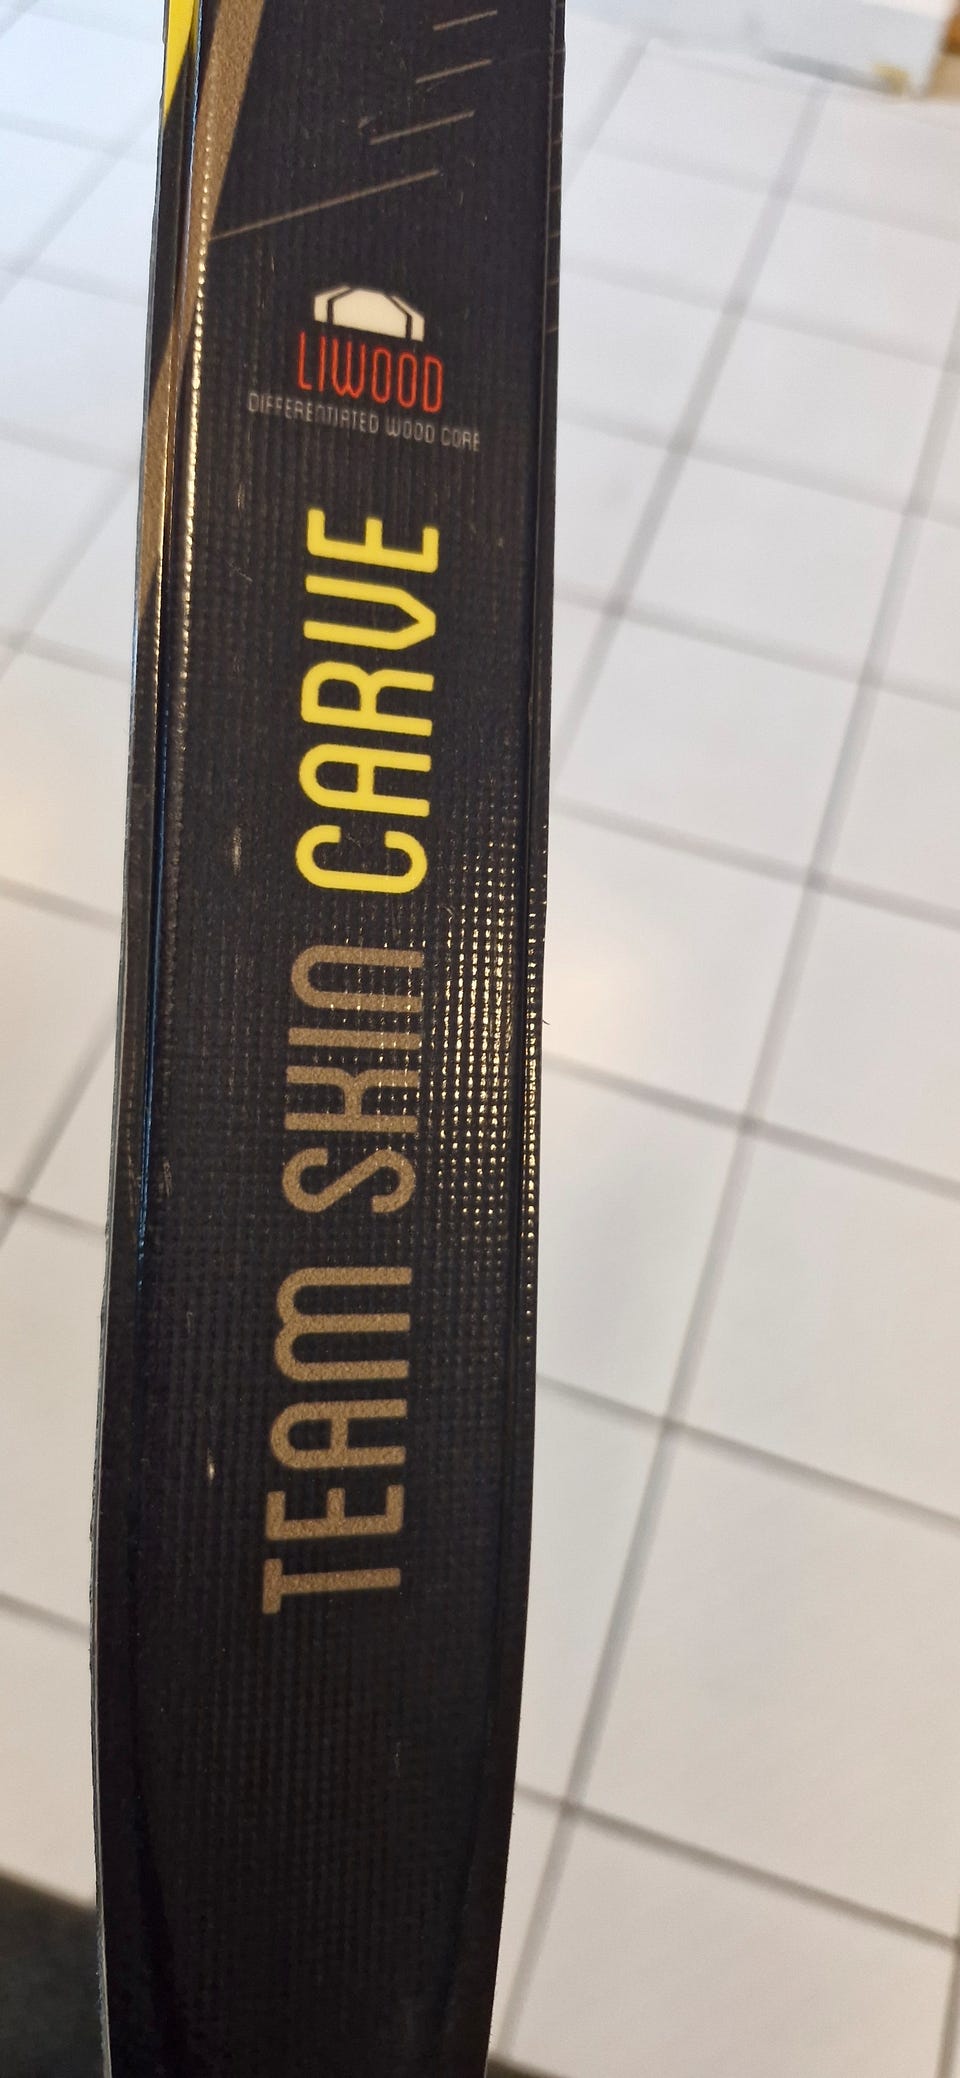 LIWOOD
DIFFERENTIATED WOOD CORE
TEAM SKIN CARVE